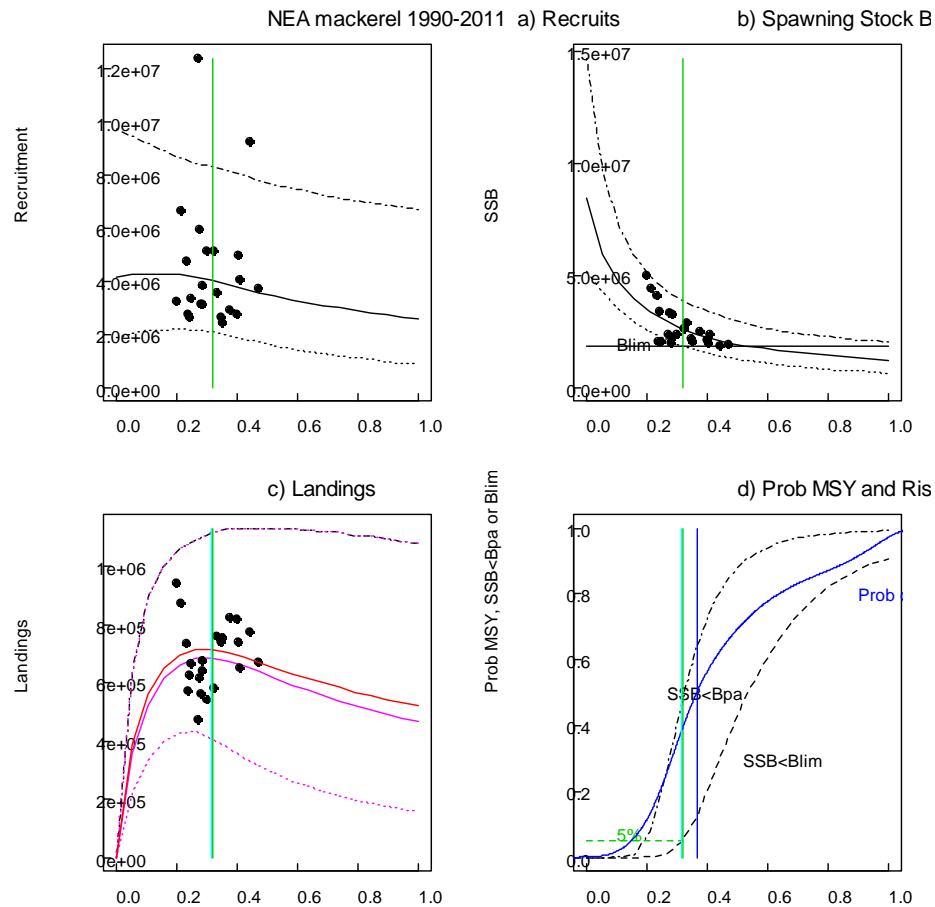 NEA mackerel 1990-2011 a) Recruits
Recruitment
1.2e+07
1.0e+07
8.0e+06
6.0e+06
4.0e+06
2.0e+06
0.0e+00
0.0 0.2 0.4 0.6 0.8 1.0
b) Spawning Stock B
SSB
1.5e+07
1.0e+07
5.0e+06
Blim
0.0e+00
0.0 0.2 0.4 0.6 0.8 1.0
c) Landings
Landings
1e+06
8e+05
6e+05
4e+05
2e+05
0e+00
0.0 0.2 0.4 0.6 0.8 1.0
d) Prob MSY and Ris
Prob MSY, SSB<Bpa or Blim
1.0
0.8
0.6
0.4
0.2
0.0
Prob
SSB<Bpa
SSB<Blim
5%
0.0 0.2 0.4 0.6 0.8 1.0